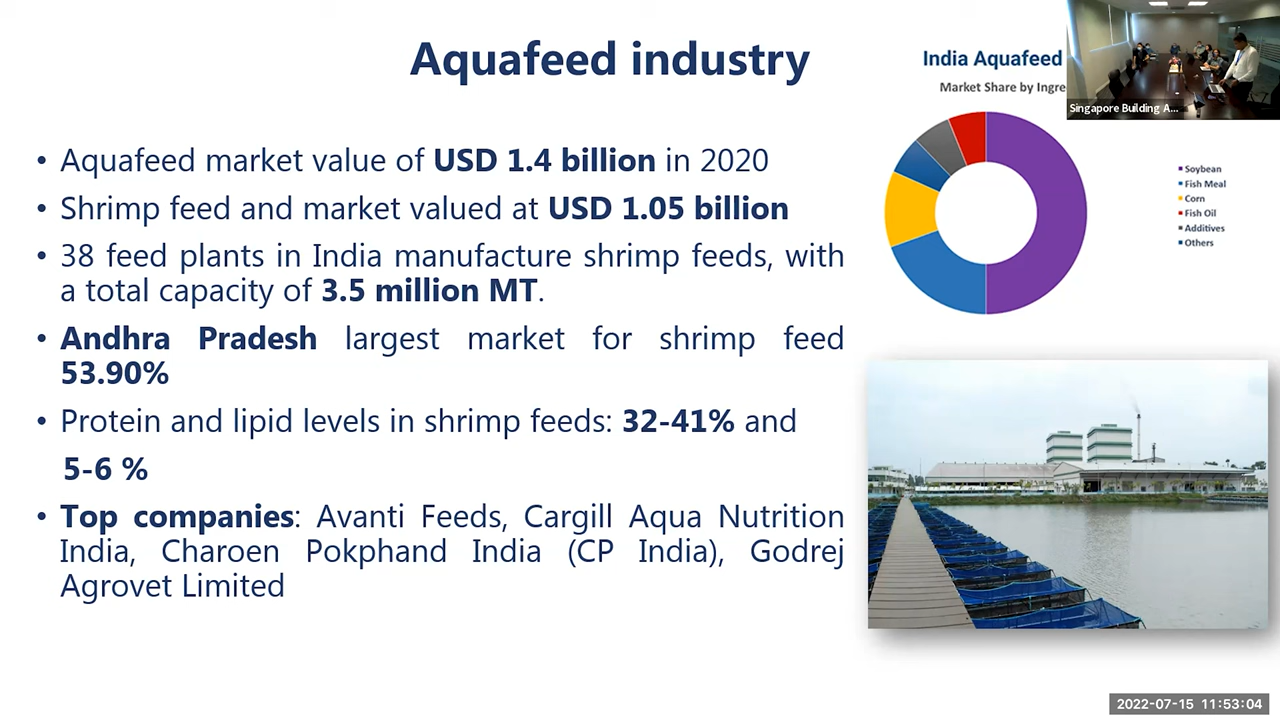 Aquafeed industry
• Aquafeed market value of USD 1.4 billion in 2020
• Shrimp feed and market valued at USD 1.05 billion
• 38 feed plants in India manufacture shrimp feeds, with
a total capacity of 3.5 million MT.
• Andhra Pradesh largest market for shrimp feed
53.90%
• Protein and lipid levels in shrimp feeds: 32-41% and
5-6 %
• Top companies: Avanti Feeds, Cargill Aqua Nutrition
India, Charoen Pokphand India (CP India), Godrej
Agrovet Limited
India Aquafeed
Market Share by Ingre
Soybean
Fish Meal
Corn
Fish Oil
Additives
Others
Singapore Building A...
2022-07-15 11:53:04